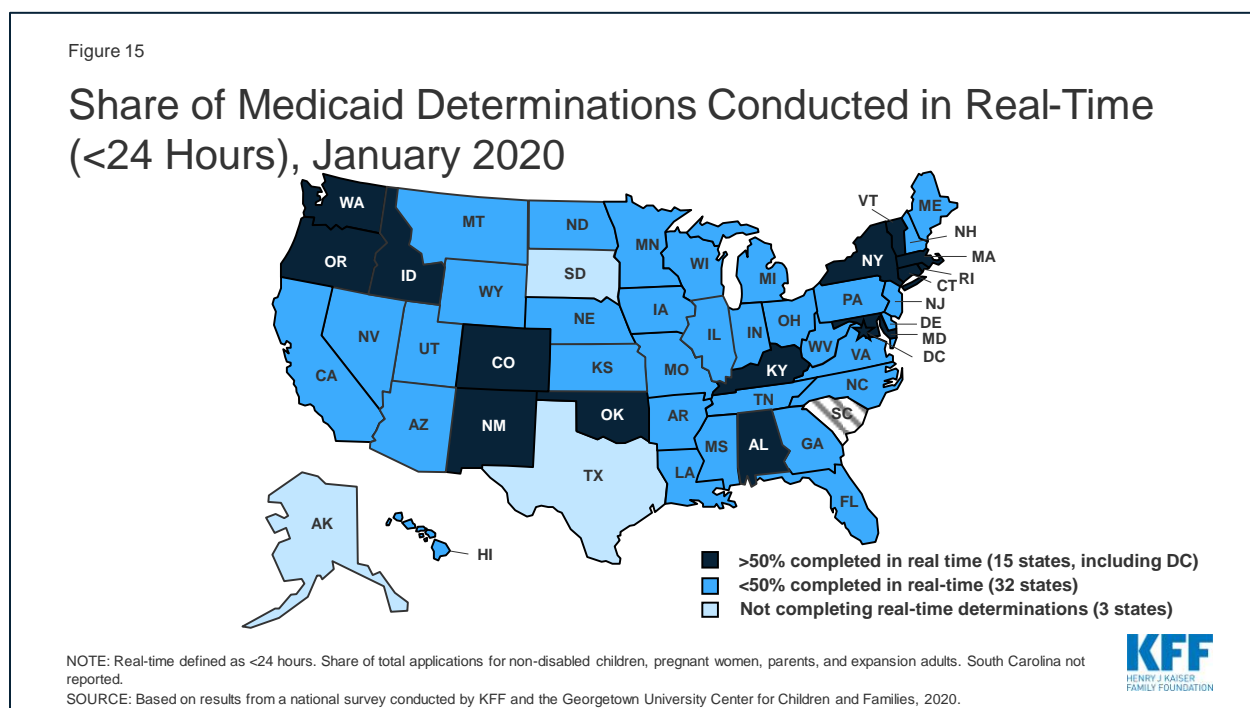 Figure 15
Share of Medicaid Determinations Conducted in Real-Time
(<24 Hours), January 2020
WA
MT
ND
MN
VT
ME
NH
OR
ID
SD
WI
MI
NY
MA
RI
CT
WY
IA
PA
NJ
NE
NV
UT
IL
IN
OH
DE
MD
WV
VA
DC
CO
KS
MO
KY
CA
NC
TN
AZ
NM
OK
AR
SC
MS
AL
GA
TX
LA
FL
AK
HI
>50% completed in real time (15 states, including DC)
<50% completed in real-time (32 states)
Not completing real-time determinations (3 states)
NOTE: Real-time defined as <24 hours. Share of total applications for non-disabled children, pregnant women, parents, and expansion adults. South Carolina not
reported.
SOURCE: Based on results from a national survey conducted by KFF and the Georgetown University Center for Children and Families, 2020.
KFF
HENRY J KAISER
FAMILY FOUNDATION